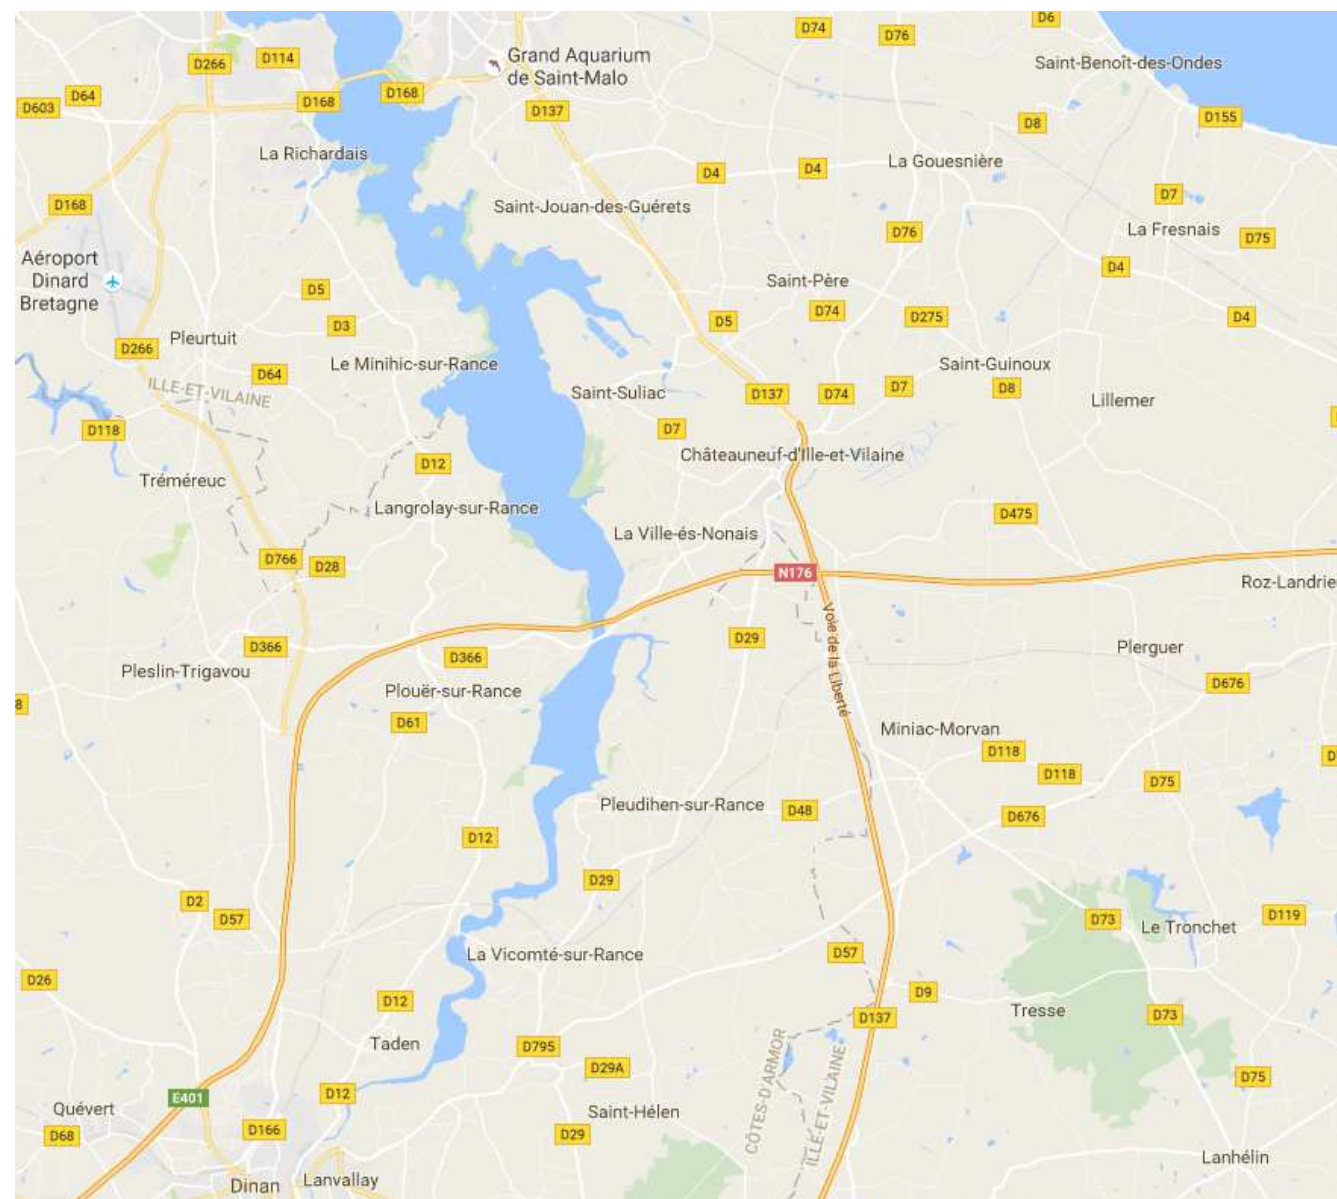 D6
D74
D76
Grand Aquarium
de Saint-Malo
D114
D266
Saint-Benoît-des-Ondes
D64
D168
D168
D603
D137
D155
D8
La Richardais
La Gouesnière
D4
D4
D7
D168
Saint-Jouan-des-Guérets
D76
La Fresnais
D75
Aéroport
Dinard
Bretagne
D4
Saint-Père
D5
D74
D275
D4
D5
D3
Pleurtuit
D266
Le Minihic-sur-Rance
Saint-Guinoux
D64
ILLE-ET-VILAINE
Saint-Suliac
D137
D74
D7
D8
Lillemer
D118
D7
Châteauneuf-d'Ille-et-Vilaine
D12
Tréméreuc
Langrolay-sur-Rance
D475
La Ville-és-Nonais
D766
D28
N176
Roz-Landrie
Voie de la Liberté
D29
D366
D366
Plerguer
Pleslin-Trigavou
D676
Plouër-sur-Rance
8
D61
Miniac-Morvan
D118
D
D118
D75
Pleudihen-sur-Rance
D48
D676
D12
D29
D2
D57
D73
D119
Le Tronchet
La Vicomté-sur-Rance
D57
D26
D9
D12
Tresse
D137
D73
Taden
D795
D29A
CÔTES-D'ARMOR
ILLE-ET-VILAINE
D75
D12
E401
Quévert
Saint-Hélen
D68
D166
D29
Lanhélin
Dinan
Lanvallay